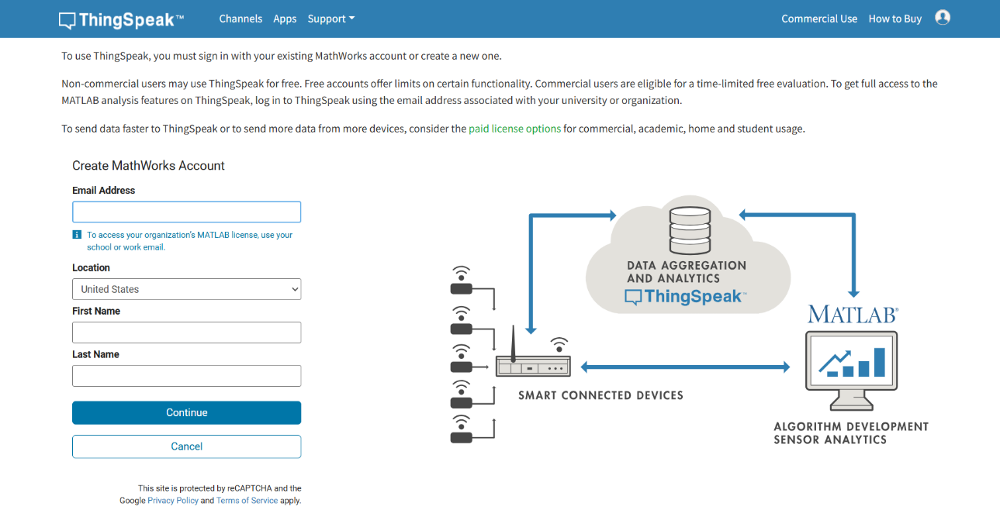 ThingSpeak™ Channels Apps Support Commercial Use How to Buy
To use ThingSpeak, you must sign in with your existing MathWorks account or create a new one.
Non-commercial users may use ThingSpeak for free. Free accounts offer limits on certain functionality. Commercial users are eligible for a time-limited free evaluation. To get full access to the
MATLAB analysis features on ThingSpeak, log in to ThingSpeak using the email address associated with your university or organization.
To send data faster to ThingSpeak or to send more data from more devices, consider the paid license options for commercial, academic, home and student usage.
Create MathWorks Account
Email Address
To access your organization's MATLAB license, use your
school or work email.
Location
United States
First Name
Last Name
Continue
Cancel
This site is protected by reCAPTCHA and the
Google Privacy Policy and Terms of Service apply.
DATA AGGREGATION
AND ANALYTICS
ThingSpeak™
MATLAB®
SMART CONNECTED DEVICES
ALGORITHM DEVELOPMENT
SENSOR ANALYTICS